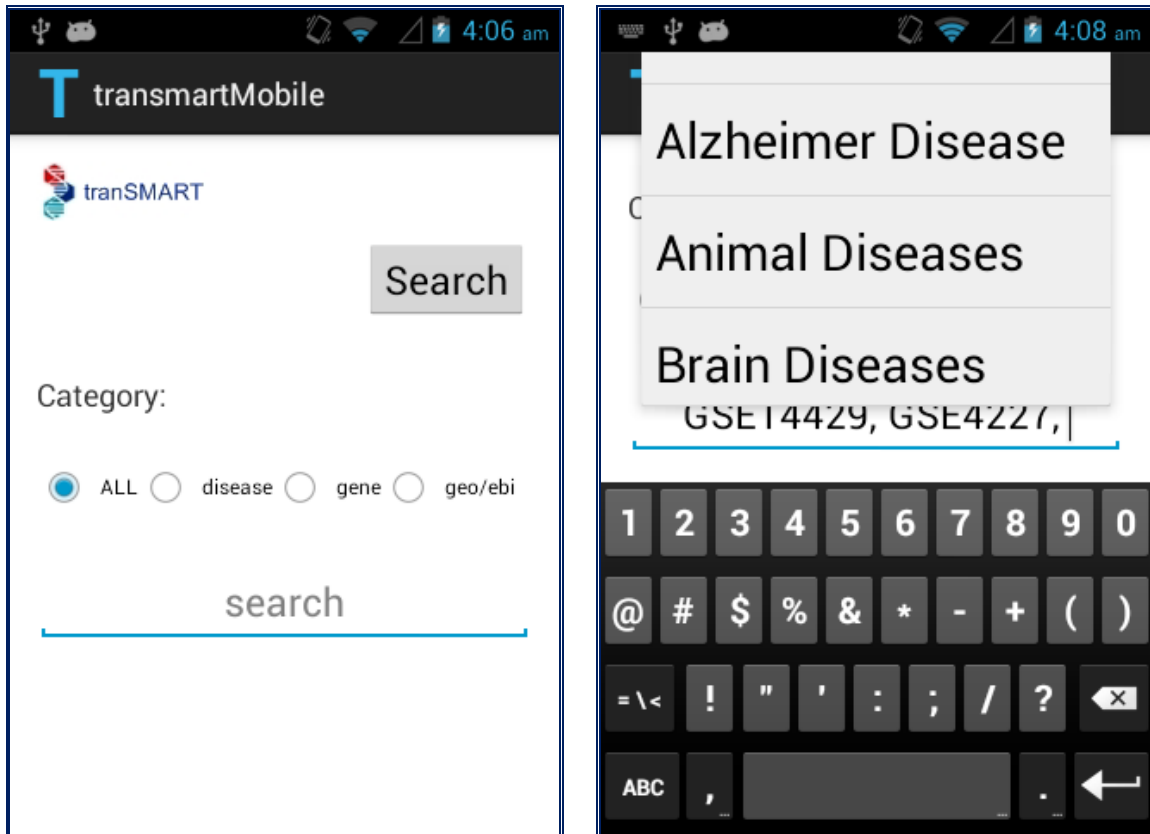 4:06 am
T transmartMobile
tranSMART
Search
Category:
ALL disease gene geo/ebi
search
4:08 am
Alzheimer Disease
Animal Diseases
Brain Diseases
GSE14429, GSE4227,
1 2 3 4 5 6 7 8 9 0
@ # $ % & * - + ( )
= \ < ! " ' : ; / ?
ABC , .